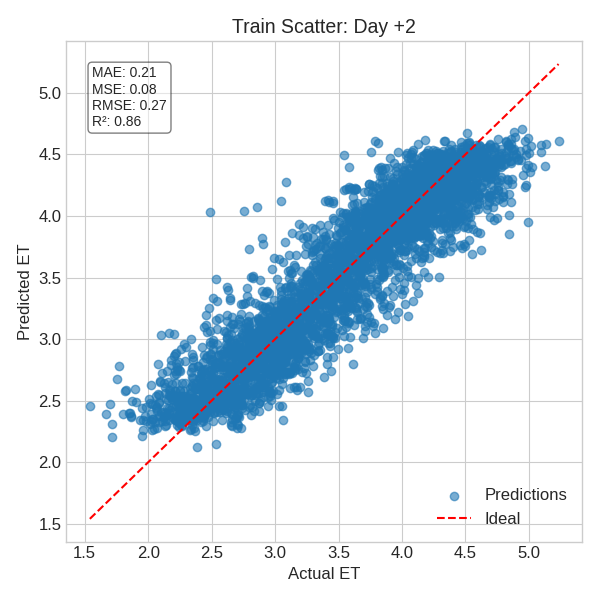 Train Scatter: Day +2
MAE: 0.21
MSE: 0.08
RMSE: 0.27
R²: 0.86
Predicted ET
5.0
4.5
4.0
3.5
3.0
2.5
2.0
1.5
Predictions
Ideal
1.5 2.0 2.5 3.0 3.5 4.0 4.5 5.0
Actual ET